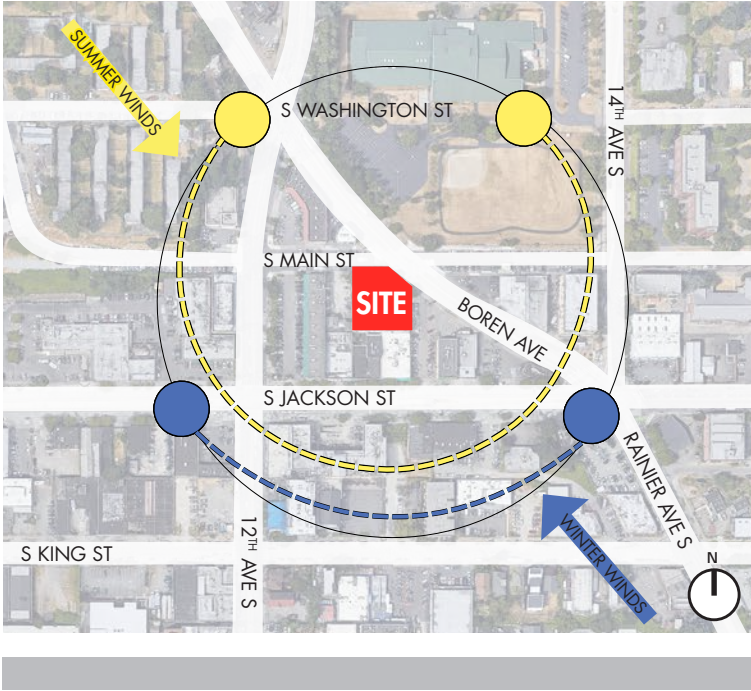 SUMMER WINDS
S WASHINGTON ST
14TH AVE S
S MAIN ST
SITE
BOREN AVE
S JACKSON ST
RAINIER AVE S
12TH AVE S
S KING ST
WINTER WINDS
N